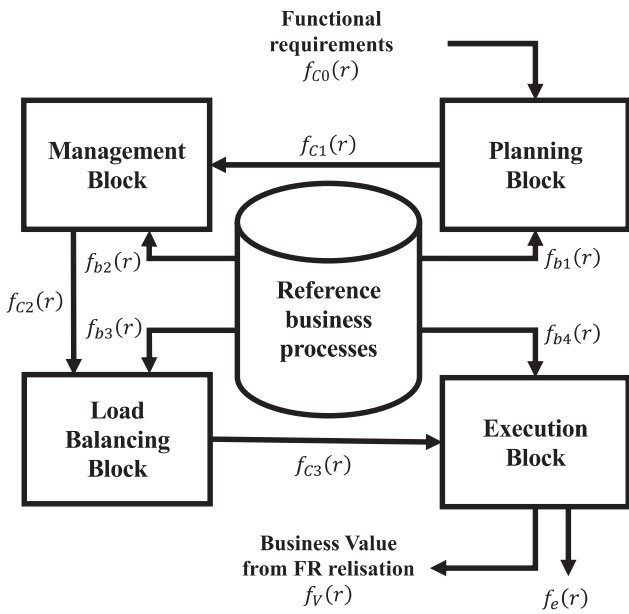 Functional
requirements
f_{C0}(r)
Management
Block
f_{C1}(r)
Planning
Block
f_{b2}(r)
f_{b1}(r)
Reference
business
processes
f_{C2}(r)
f_{b3}(r)
f_{b4}(r)
Load
Balancing
Block
f_{C3}(r)
Execution
Block
Business Value
from FR relisation
f_V(r)
f_e(r)